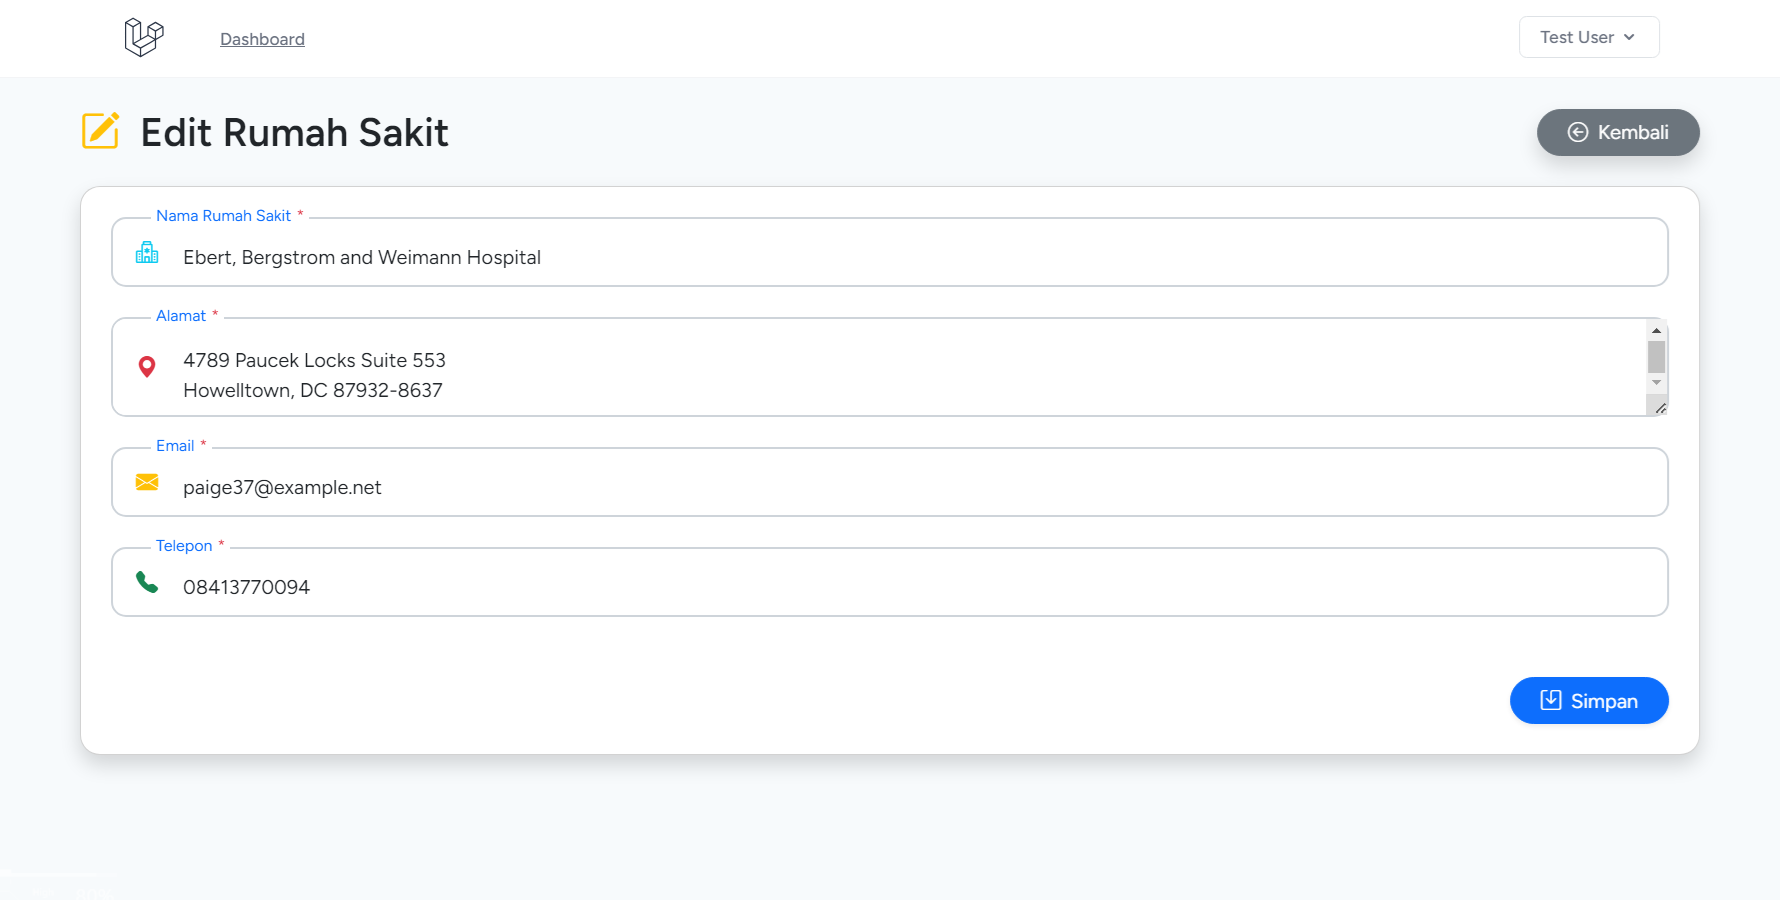 Dashboard
Test User
Edit Rumah Sakit
Kembali
Nama Rumah Sakit *
Ebert, Bergstrom and Weimann Hospital
Alamat *
4789 Paucek Locks Suite 553
Howelltown, DC 87932-8637
Email *
paige37@example.net
Telepon *
08413770094
Simpan